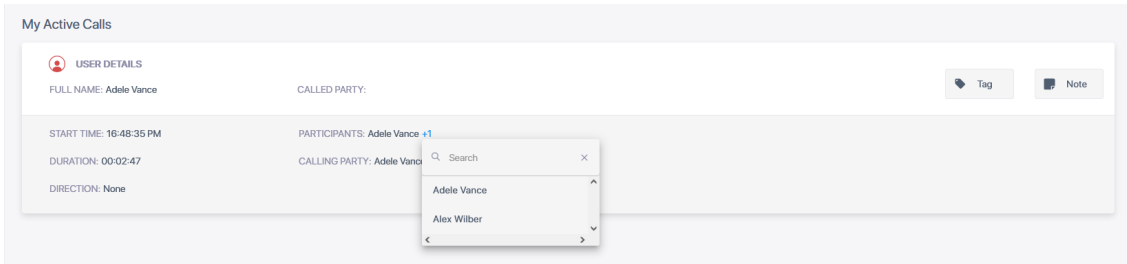 My Active Calls
USER DETAILS
FULL NAME: Adele Vance
CALLED PARTY:
Tag
Note
START TIME: 16:48:35 PM
PARTICIPANTS: Adele Vance +1
DURATION: 00:02:47
CALLING PARTY: Adele Vanc
DIRECTION: None
Search
Adele Vance
Alex Wilber